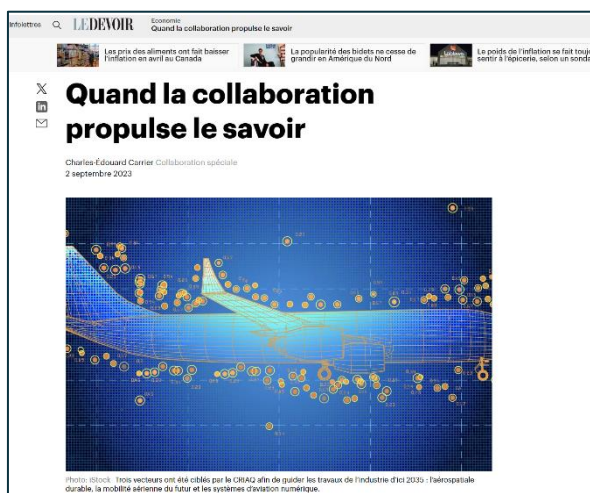 Infolettres
LE DEVOIR
Économie
Quand la collaboration propulse le savoir
Les prix des aliments ont fait baisser
l'inflation en avril au Canada
La popularité des bidets ne cesse de
grandir en Amérique du Nord
Le poids de l'inflation se fait
sentir à l'épicerie, selon un
Quand la collaboration
propulse le savoir
Charles-Édouard Carrier Collaboration spéciale
2 septembre 2023
Photo: iStock Trois vecteurs ont été ciblés par le CRIAQ afin de guider les travaux de l'industrie d'ici 2035 : l'aérospatiale
durable, la mobilité aérienne du futur et les systèmes d'aviation numérique.